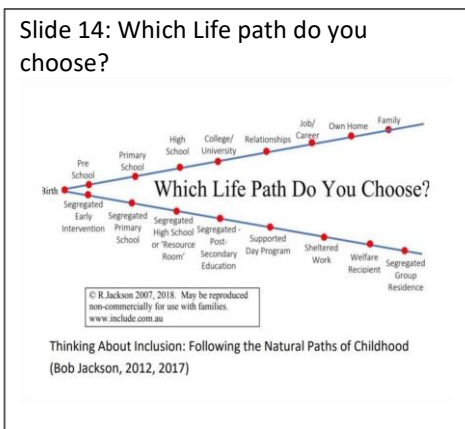 Slide 14: Which Life path do you
choose?
Family
Own Home
Job/
Career
Relationships
College/
University
High
School
Primary
School
Pre
School
Birth
Which Life Path Do You Choose?
Segregated
Early
Intervention
Segregated
Primary
School
Segregated
High School
or 'Resource
Room'
Segregated -
Post-
Secondary
Education
Supported
Day Program
Sheltered
Work
Welfare
Recipient
Segregated
Group
Residence
© R.Jackson 2007, 2018. May be reproduced
non-commercially for use with families.
www.include.com.au
Thinking About Inclusion: Following the Natural Paths of Childhood
(Bob Jackson, 2012, 2017)